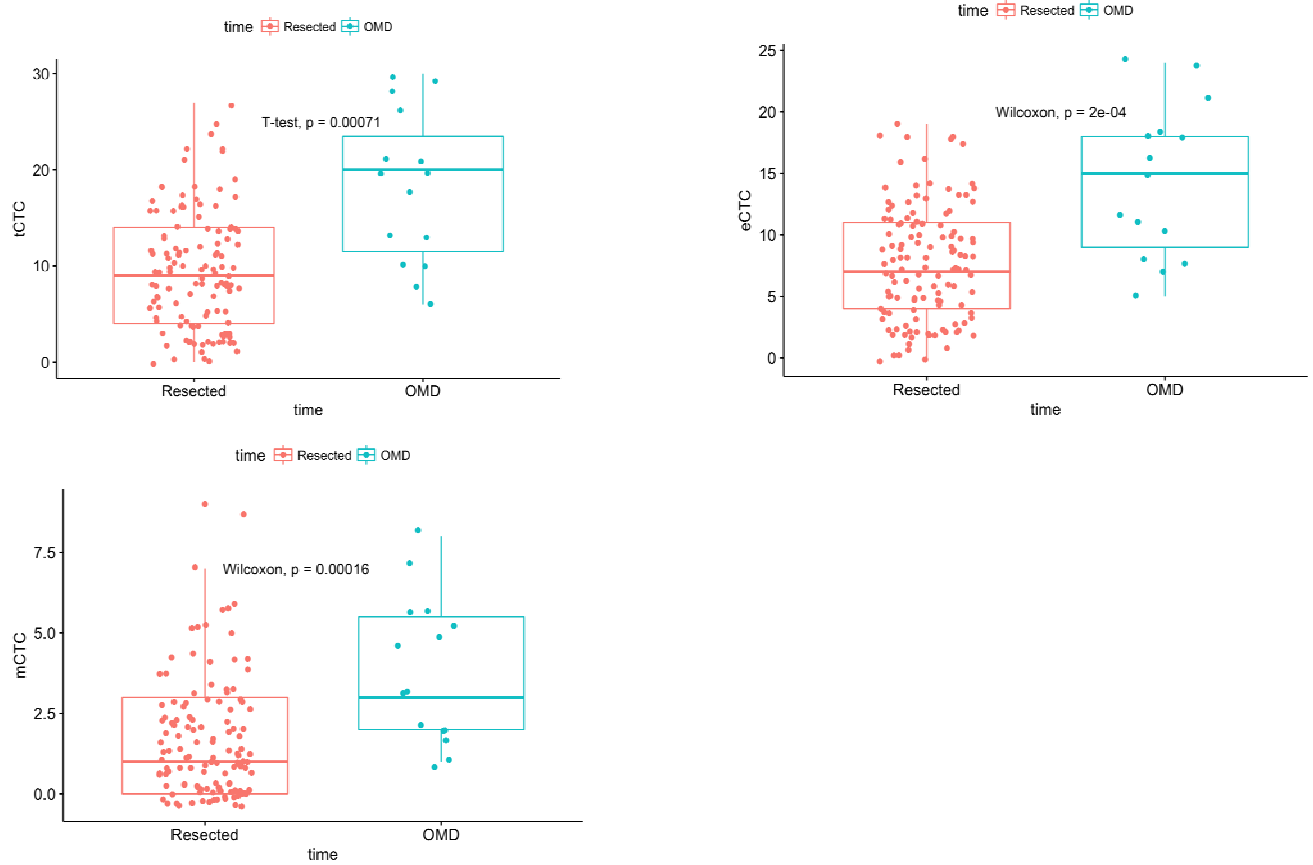 time Resected OMD
30
20
10
0
tCTC
T-test, p = 0.00071
Resected OMD
time
time Resected OMD
25
20
15
10
5
0
eCTC
Wilcoxon, p = 2e-04
Resected OMD
time
time Resected OMD
7.5
5.0
2.5
0.0
mCTC
Wilcoxon, p = 0.00016
Resected OMD
time